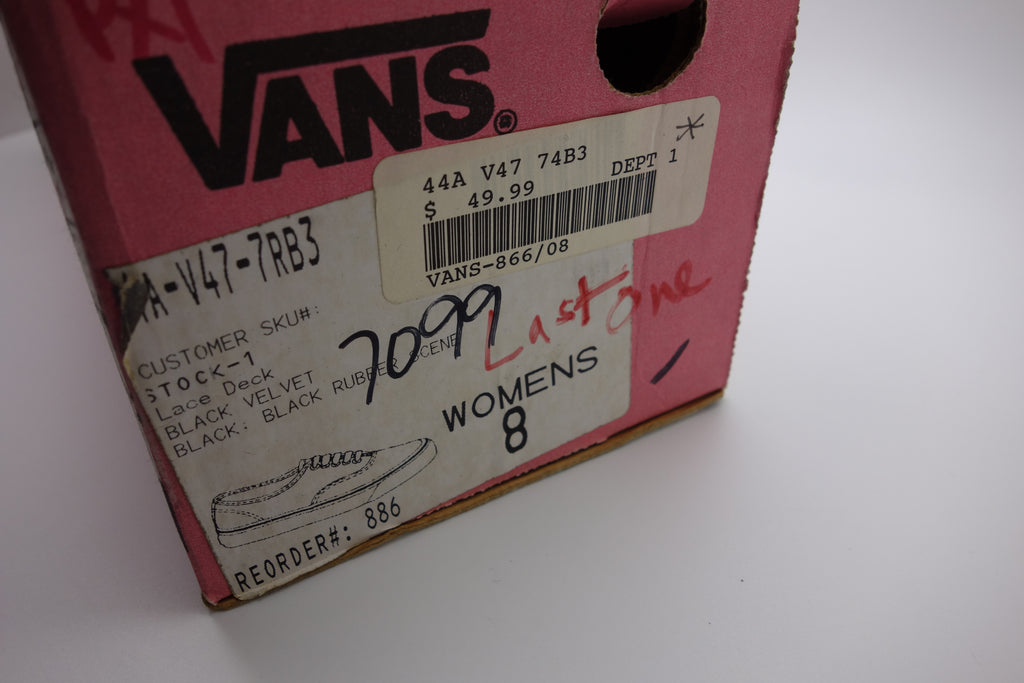 VANS®
44A V47 74B3
$ 49.99 DEPT 1
VANS-866/08
A-V47-7RB3
CUSTOMER SKU#:
STOCK-1
Lace Deck
BLACK VELVET
BLACK: BLACK RUBBER SCENE
7099
Last one
WOMENS
8
REORDER#: 886